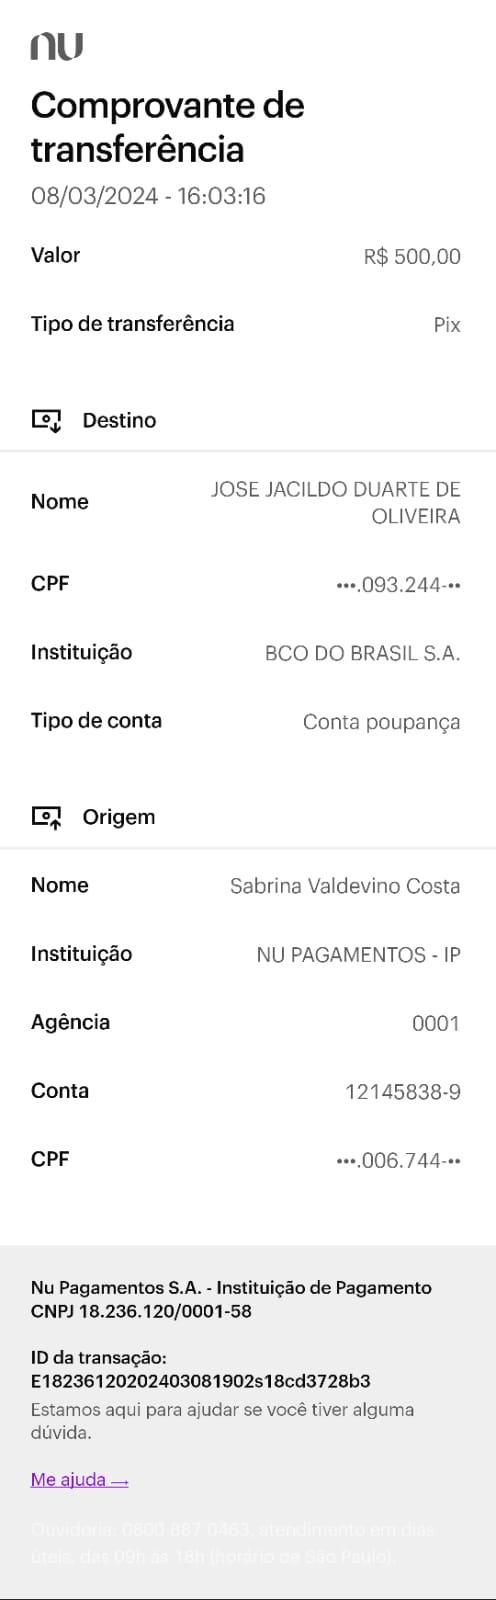 nu
Comprovante de
transferência
08/03/2024 - 16:03:16
Valor R$ 500,00
Tipo de transferência Pix
Destino
Nome JOSE JACILDO DUARTE DE
OLIVEIRA
CPF •••.093.244-••
Instituição BCO DO BRASIL S.A.
Tipo de conta Conta poupança
Origem
Nome Sabrina Valdevino Costa
Instituição NU PAGAMENTOS - IP
Agência 0001
Conta 12145838-9
CPF •••.006.744-••
Nu Pagamentos S.A. - Instituição de Pagamento
CNPJ 18.236.120/0001-58
ID da transação:
E18236120202403081902s18cd3728b3
Estamos aqui para ajudar se você tiver alguma
dúvida.
Me ajuda →
Ouvidoria: 0800 887 0463, atendimento em dias
úteis, das 09h às 18h (horário de São Paulo).